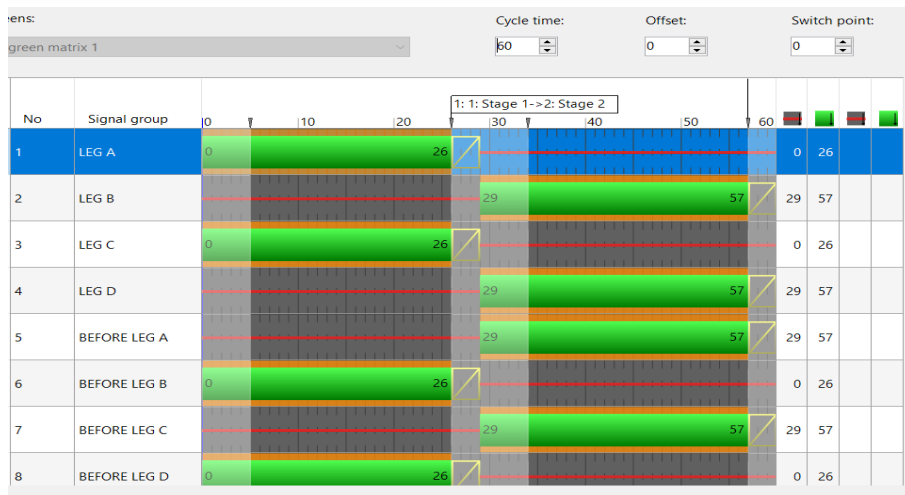 eens:
Cycle time:
Offset:
Switch point:
green matrix 1
60
0
0
1: 1: Stage 1->2: Stage 2
No Signal group 0 10 20 30 40 50 60
1 LEG A 0 26 0 26
2 LEG B 29 57 29 57
3 LEG C 0 26 0 26
4 LEG D 29 57 29 57
5 BEFORE LEG A 29 57 29 57
6 BEFORE LEG B 0 26 0 26
7 BEFORE LEG C 29 57 29 57
8 BEFORE LEG D 0 26 0 26